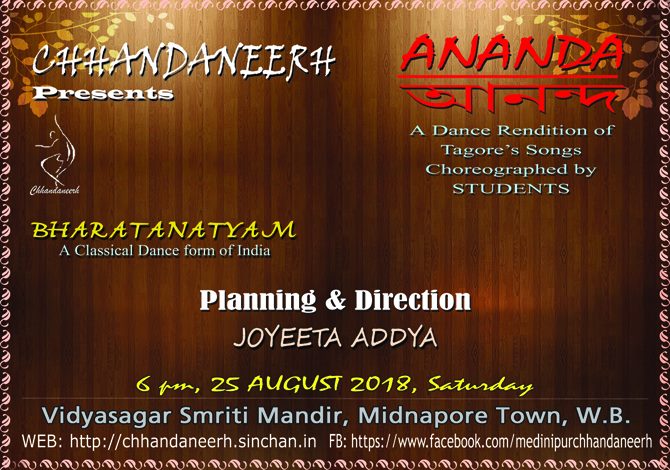 CHHANDANEERH
Presents
Chhandaneerh
ANANDA
আনন্দ
A Dance Rendition of
Tagore's Songs
Choreographed by
STUDENTS
BHARATANATYAM
A Classical Dance form of India
Planning & Direction
JOYEETA ADDYA
6 pm, 25 AUGUST 2018, Saturday
Vidyasagar Smriti Mandir, Midnapore Town, W.B.
WEB: http://chhandaneerh.sinchan.in FB: https://www.facebook.com/medinipurchhandaneerh